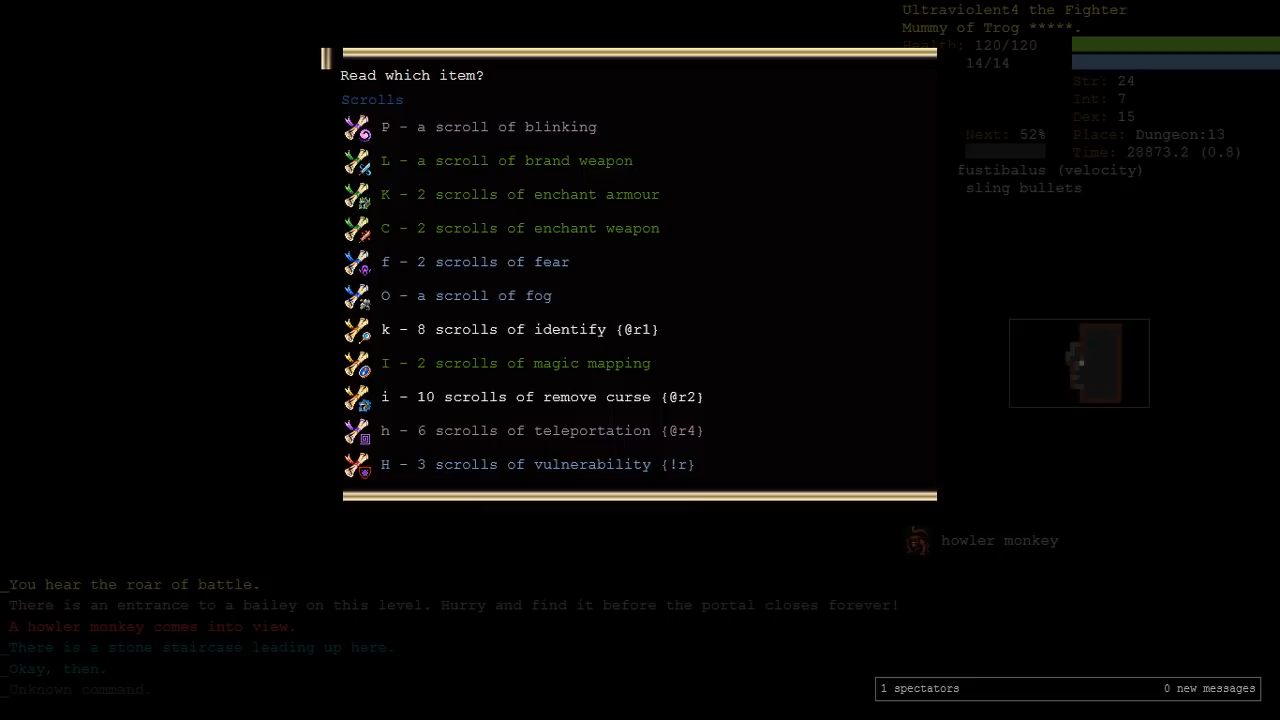 Ultraviolent4 the Fighter
Mummy of Trog *****.
Health: 120/120
14/14
Str: 24
Int: 7
Dex: 15
Next: 52% Place: Dungeon:13
Time: 28873.2 (0.8)
fustibalus (velocity)
sling bullets
Read which item?
Scrolls
P - a scroll of blinking
L - a scroll of brand weapon
K - 2 scrolls of enchant armour
C - 2 scrolls of enchant weapon
f - 2 scrolls of fear
O - a scroll of fog
k - 8 scrolls of identify {@r1}
I - 2 scrolls of magic mapping
i - 10 scrolls of remove curse {@r2}
h - 6 scrolls of teleportation {@r4}
H - 3 scrolls of vulnerability {!r}
howler monkey
_You hear the roar of battle.
There is an entrance to a bailey on this level. Hurry and find it before the portal closes forever!
A howler monkey comes into view.
_There is a stone staircase leading up here.
_Okay, then.
_Unknown command.
1 spectators 0 new messages